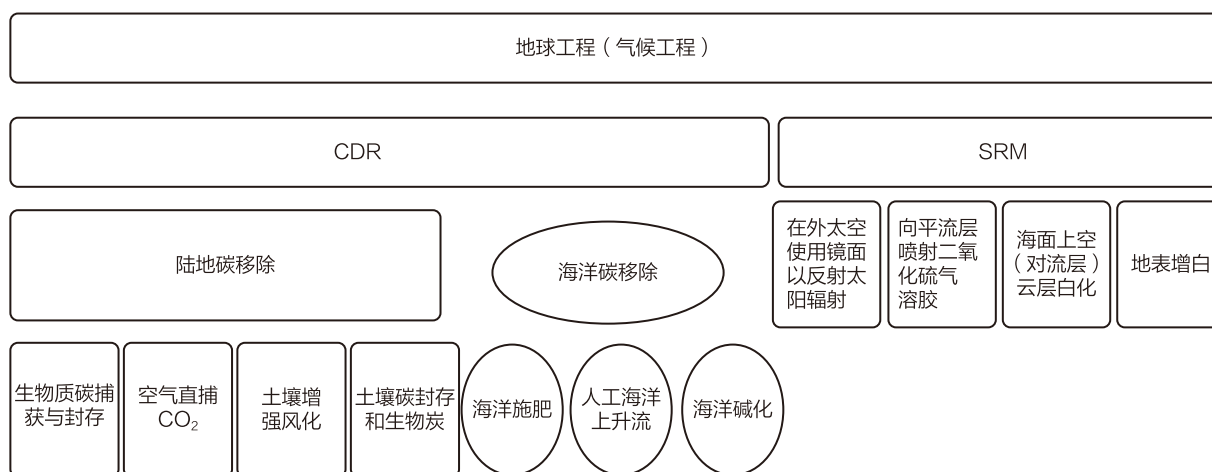 地球工程（气候工程）
CDR
SRM
陆地碳移除
海洋碳移除
在外太空
使用镜面
以反射太
阳辐射
向平流层
喷射二氧
化硫气
溶胶
海面上空
（对流层）
云层白化
地表增白
生物质碳捕
获与封存
空气直捕
CO₂
土壤增
强风化
土壤碳封存
和生物炭
海洋施肥
人工海洋
上升流
海洋碱化